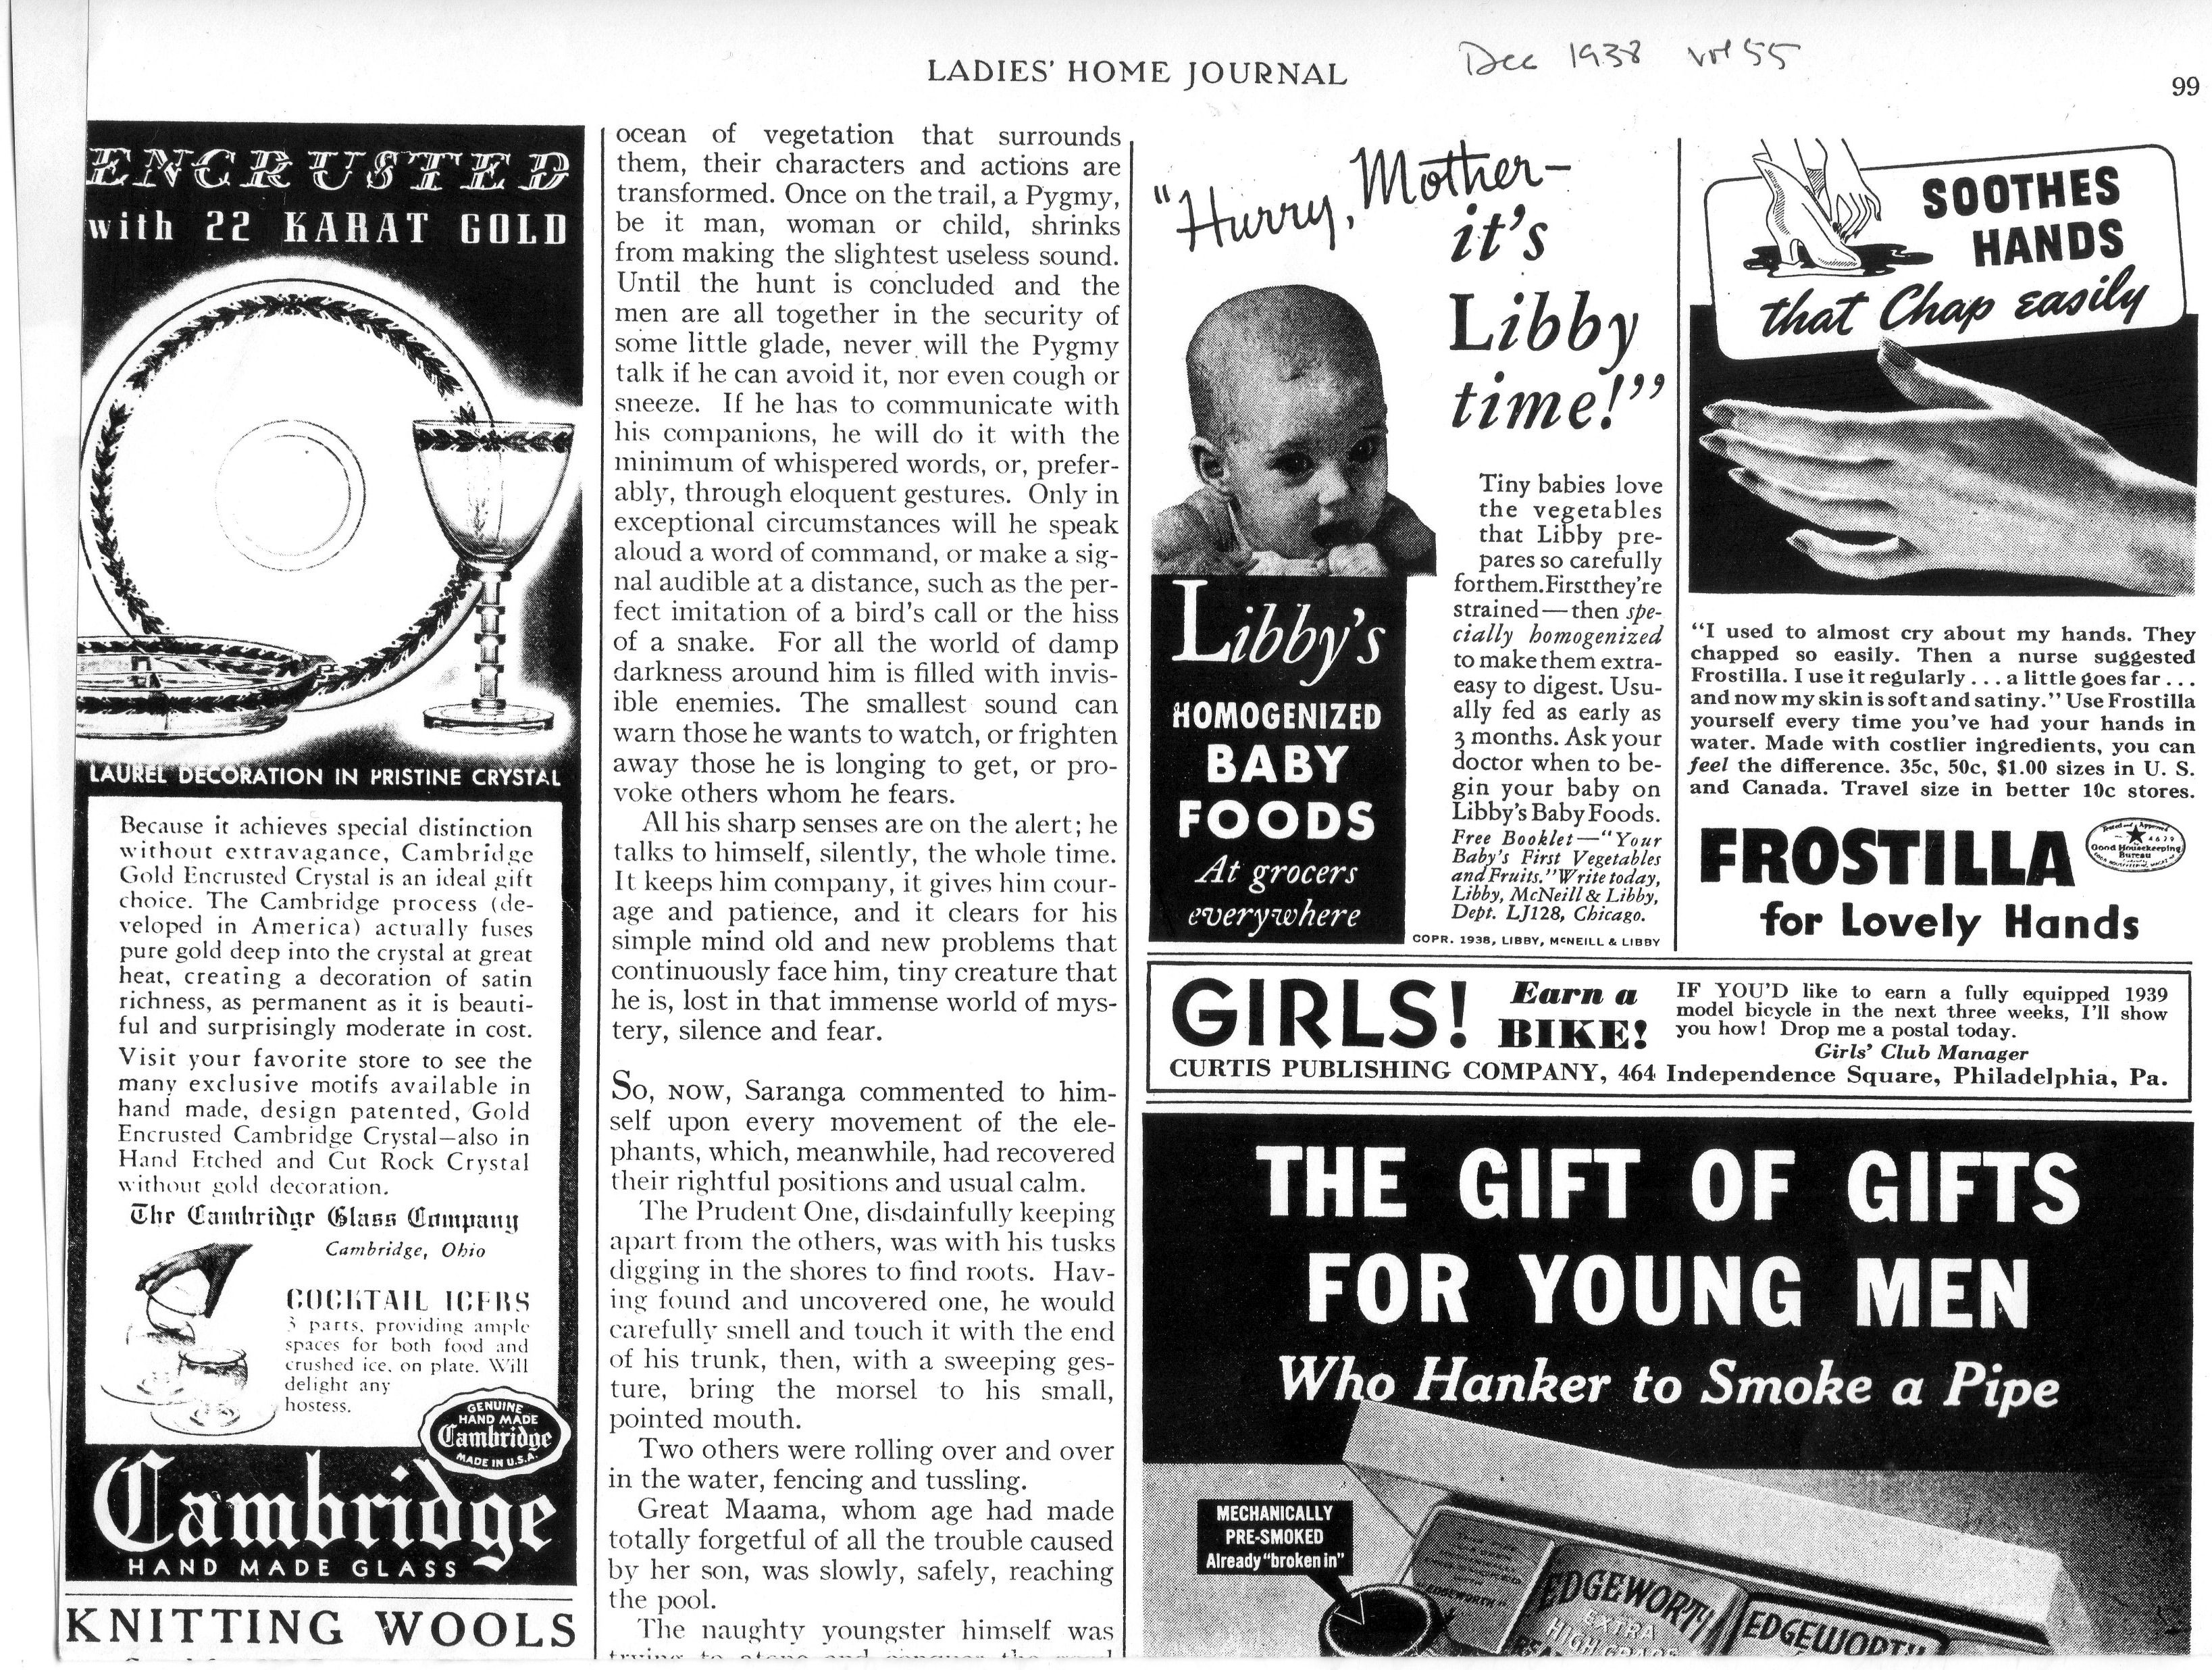 LADIES' HOME JOURNAL
Dec 1938 vol 55
99
ENCRUSTED
with 22 KARAT GOLD
LAUREL DECORATION IN PRISTINE CRYSTAL
Because it achieves special distinction
without extravagance, Cambridge
Gold Encrusted Crystal is an ideal gift
choice. The Cambridge process (de-
veloped in America) actually fuses
pure gold deep into the crystal at great
heat, creating a decoration of satin
richness, as permanent as it is beauti-
ful and surprisingly moderate in cost.
Visit your favorite store to see the
many exclusive motifs available in
hand made, design patented, Gold
Encrusted Cambridge Crystal—also in
Hand Etched and Cut Rock Crystal
without gold decoration.
The Cambridge Glass Company
Cambridge, Ohio
COCKTAIL ICERS
3 parts, providing ample
spaces for both food and
crushed ice, on plate. Will
delight any
hostess.
GENUINE
HAND MADE
Cambridge
MADE IN U.S.A.
Cambridge
HAND MADE GLASS
KNITTING WOOLS
ocean of vegetation that surrounds
them, their characters and actions are
transformed. Once on the trail, a Pygmy,
be it man, woman or child, shrinks
from making the slightest useless sound.
Until the hunt is concluded and the
men are all together in the security of
some little glade, never will the Pygmy
talk if he can avoid it, nor even cough or
sneeze. If he has to communicate with
his companions, he will do it with the
minimum of whispered words, or, prefer-
ably, through eloquent gestures. Only in
exceptional circumstances will he speak
aloud a word of command, or make a sig-
nal audible at a distance, such as the per-
fect imitation of a bird's call or the hiss
of a snake. For all the world of damp
darkness around him is filled with invis-
ible enemies. The smallest sound can
warn those he wants to watch, or frighten
away those he is longing to get, or pro-
voke others whom he fears.
All his sharp senses are on the alert; he
talks to himself, silently, the whole time.
It keeps him company, it gives him cour-
age and patience, and it clears for his
simple mind old and new problems that
continuously face him, tiny creature that
he is, lost in that immense world of mys-
tery, silence and fear.
So, NOW, Saranga commented to him-
self upon every movement of the ele-
phants, which, meanwhile, had recovered
their rightful positions and usual calm.
The Prudent One, disdainfully keeping
apart from the others, was with his tusks
digging in the shores to find roots. Hav-
ing found and uncovered one, he would
carefully smell and touch it with the end
of his trunk, then, with a sweeping ges-
ture, bring the morsel to his small,
pointed mouth.
Two others were rolling over and over
in the water, fencing and tussling.
Great Maama, whom age had made
totally forgetful of all the trouble caused
by her son, was slowly, safely, reaching
the pool.
The naughty youngster himself was
"Hurry, Mother—
it's
Libby
time!"
Tiny babies love
the vegetables
that Libby pre-
pares so carefully
for them. First they're
strained—then spe-
cially homogenized
to make them extra-
easy to digest. Usu-
ally fed as early as
3 months. Ask your
doctor when to be-
gin your baby on
Libby's Baby Foods.
Free Booklet—"Your
Baby's First Vegetables
and Fruits." Write today,
Libby, McNeill & Libby,
Dept. LJ128, Chicago.
COPR. 1938, LIBBY, McNEILL & LIBBY
Libby's
HOMOGENIZED
BABY
FOODS
At grocers
everywhere
SOOTHES
HANDS
that Chap easily
"I used to almost cry about my hands. They
chapped so easily. Then a nurse suggested
Frostilla. I use it regularly . . . a little goes far . . .
and now my skin is soft and satiny." Use Frostilla
yourself every time you've had your hands in
water. Made with costlier ingredients, you can
feel the difference. 35c, 50c, $1.00 sizes in U. S.
and Canada. Travel size in better 10c stores.
FROSTILLA
for Lovely Hands
Tested and Approved
4629
Good Housekeeping
Bureau
GIRLS! Earn a
BIKE!
IF YOU'D like to earn a fully equipped 1939
model bicycle in the next three weeks, I'll show
you how! Drop me a postal today.
Girls' Club Manager
CURTIS PUBLISHING COMPANY, 464 Independence Square, Philadelphia, Pa.
THE GIFT OF GIFTS
FOR YOUNG MEN
Who Hanker to Smoke a Pipe
MECHANICALLY
PRE-SMOKED
Already "broken in"
EDGEWORTH
EXTRA
HIGH GRADE
EDGEWORTH